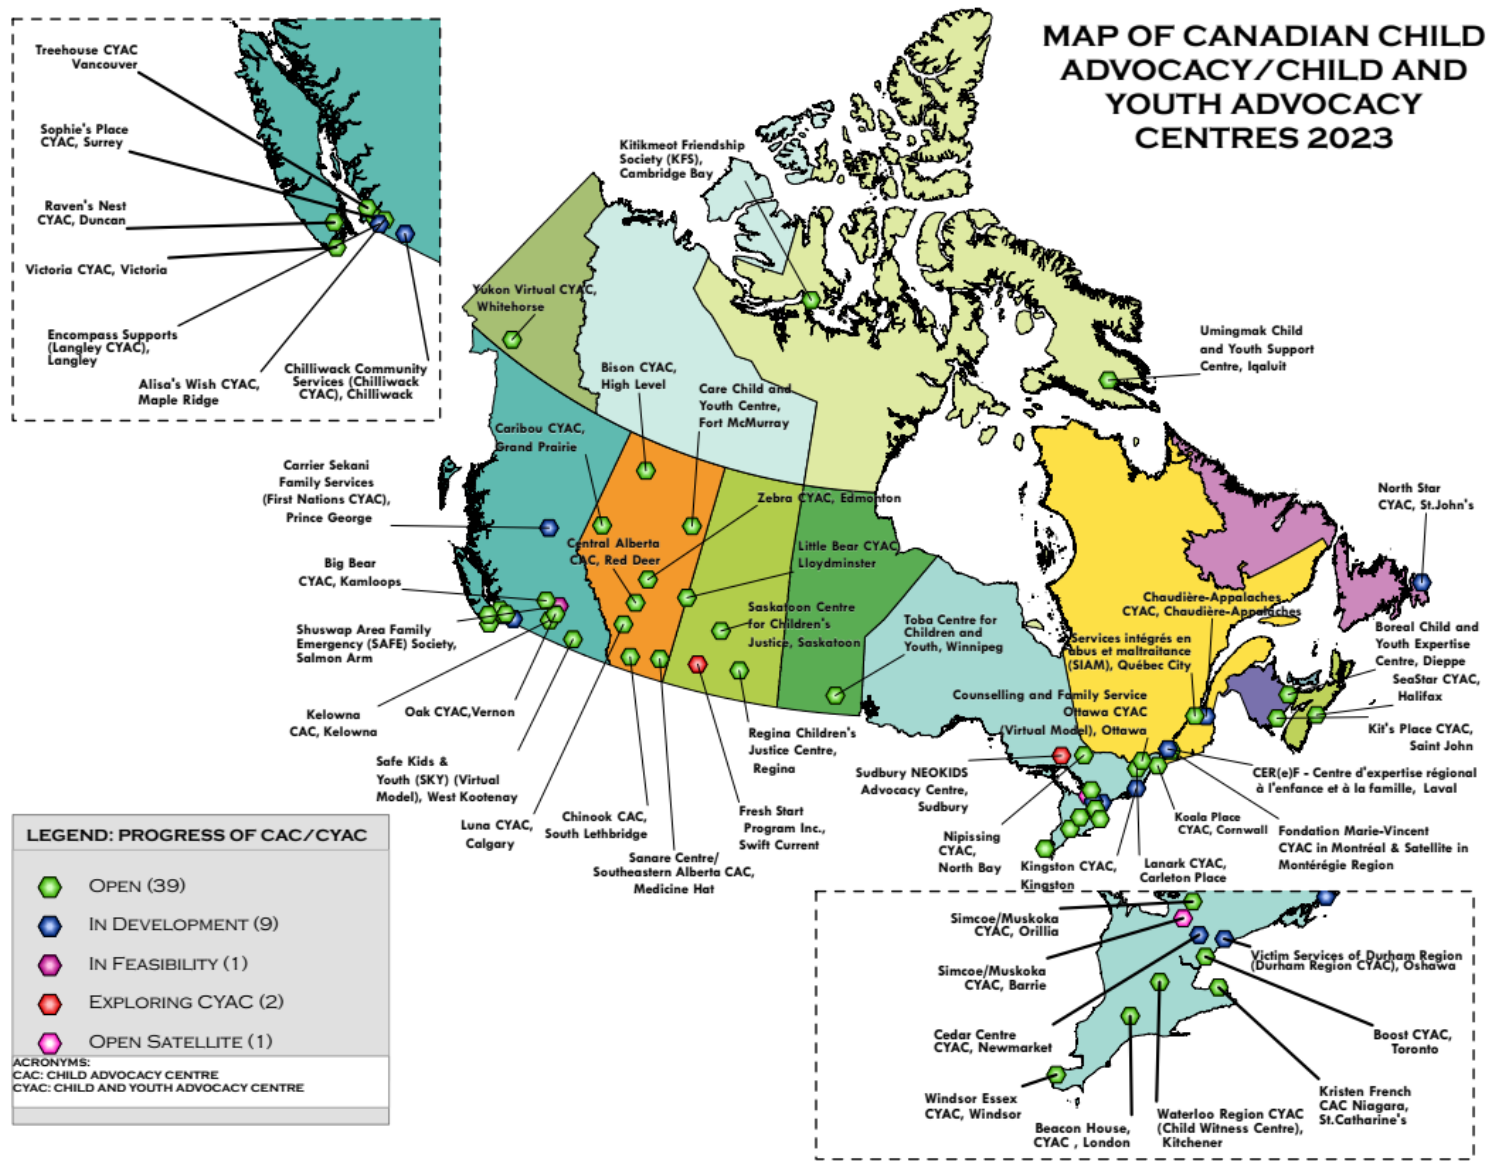 MAP OF CANADIAN CHILD
ADVOCACY/CHILD AND
YOUTH ADVOCACY
CENTRES 2023
Treehouse CYAC
Vancouver
Sophie's Place
CYAC, Surrey
Raven's Nest
CYAC, Duncan
Victoria CYAC, Victoria
Encompass Supports
(Langley CYAC),
Langley
Alisa's Wish CYAC,
Maple Ridge
Chilliwack Community
Services (Chilliwack
CYAC), Chilliwack
Kitikmeot Friendship
Society (KFS),
Cambridge Bay
Yukon Virtual CYAC,
Whitehorse
Umingmak Child
and Youth Support
Centre, Iqaluit
Bison CYAC,
High Level
Care Child and
Youth Centre,
Fort McMurray
Caribou CYAC,
Grand Prairie
Carrier Sekani
Family Services
(First Nations CYAC),
Prince George
Zebra CYAC, Edmonton
North Star
CYAC, St.John's
Central Alberta
CAC, Red Deer
Little Bear CYAC,
Lloydminster
Big Bear
CYAC, Kamloops
Chaudière-Appalaches
CYAC, Chaudière-Appalaches
Saskatoon Centre
for Children's
Justice, Saskatoon
Toba Centre for
Children and
Youth, Winnipeg
Shuswap Area Family
Emergency (SAFE) Society,
Salmon Arm
Services intégrés en
abus et maltraitance
(SIAM), Québec City
Boreal Child and
Youth Expertise
Centre, Dieppe
SeaStar CYAC,
Halifax
Counselling and Family Service
Ottawa CYAC
(Virtual Model), Ottawa
Kelowna
CAC, Kelowna
Oak CYAC,Vernon
Kit's Place CYAC,
Saint John
Regina Children's
Justice Centre,
Regina
Safe Kids &
Youth (SKY) (Virtual
Model), West Kootenay
Sudbury NEOKIDS
Advocacy Centre,
Sudbury
CER(e)F - Centre d'expertise régional
à l'enfance et à la famille, Laval
Luna CYAC,
Calgary
Chinook CAC,
South Lethbridge
Fresh Start
Program Inc.,
Swift Current
Koala Place
CYAC, Cornwall
Fondation Marie-Vincent
CYAC in Montréal & Satellite in
Montérégie Region
Nipissing
CYAC,
North Bay
Sanare Centre/
Southeastern Alberta CAC,
Medicine Hat
Kingston CYAC,
Kingston
Lanark CYAC,
Carleton Place
LEGEND: PROGRESS OF CAC/CYAC
OPEN (39)
IN DEVELOPMENT (9)
IN FEASIBILITY (1)
EXPLORING CYAC (2)
OPEN SATELLITE (1)
ACRONYMS:
CAC: CHILD ADVOCACY CENTRE
CYAC: CHILD AND YOUTH ADVOCACY CENTRE
Simcoe/Muskoka
CYAC, Orillia
Simcoe/Muskoka
CYAC, Barrie
Victim Services of Durham Region
(Durham Region CYAC), Oshawa
Cedar Centre
CYAC, Newmarket
Boost CYAC,
Toronto
Windsor Essex
CYAC, Windsor
Beacon House,
CYAC , London
Waterloo Region CYAC
(Child Witness Centre),
Kitchener
Kristen French
CAC Niagara,
St.Catharine's